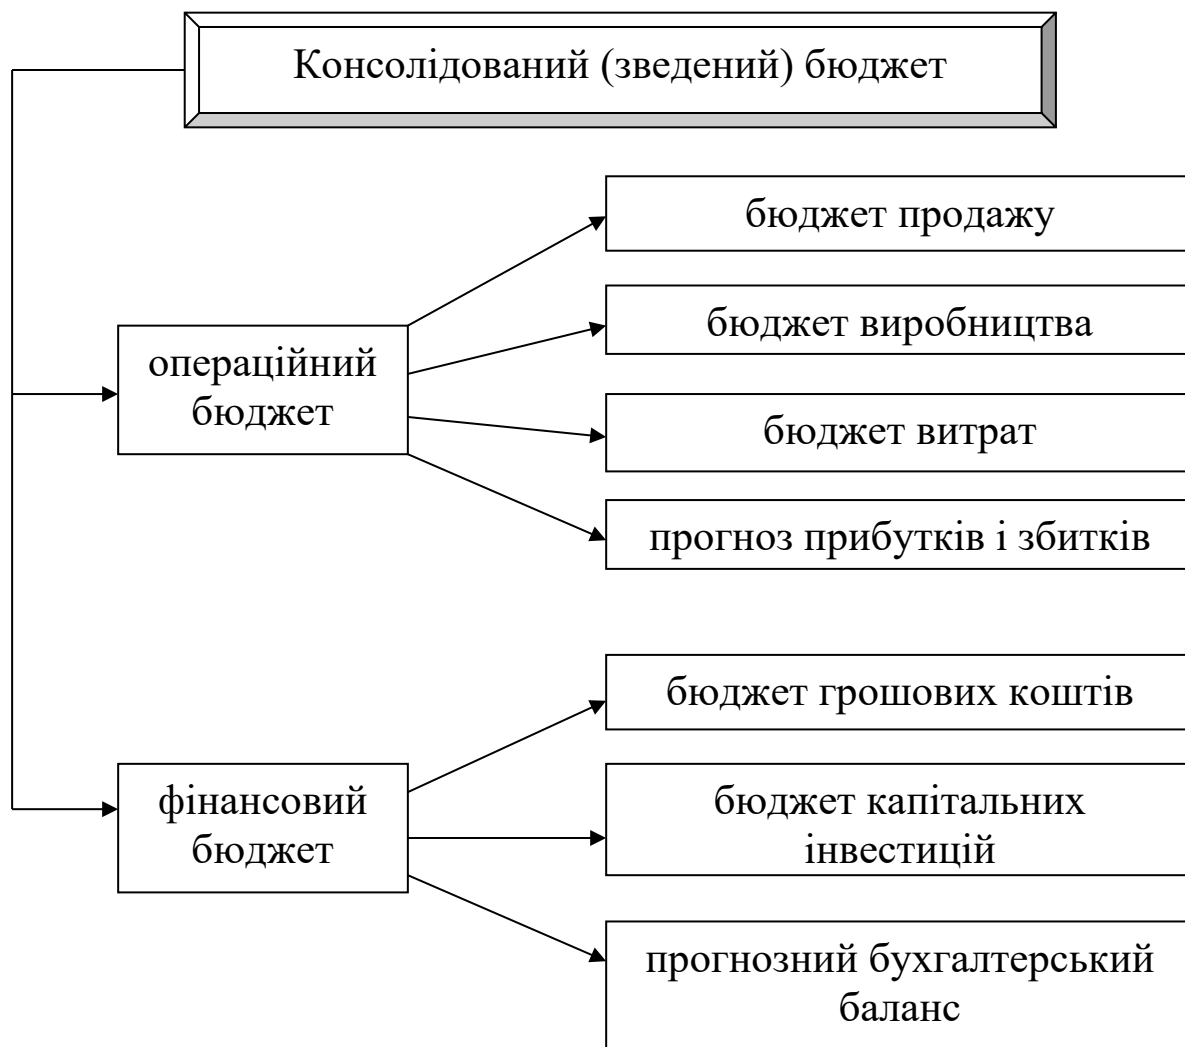 Консолідований (зведений) бюджет
бюджет продажу
бюджет виробництва
операційний
бюджет
бюджет витрат
прогноз прибутків і збитків
бюджет грошових коштів
фінансовий
бюджет
бюджет капітальних
інвестицій
прогнозний бухгалтерський
баланс